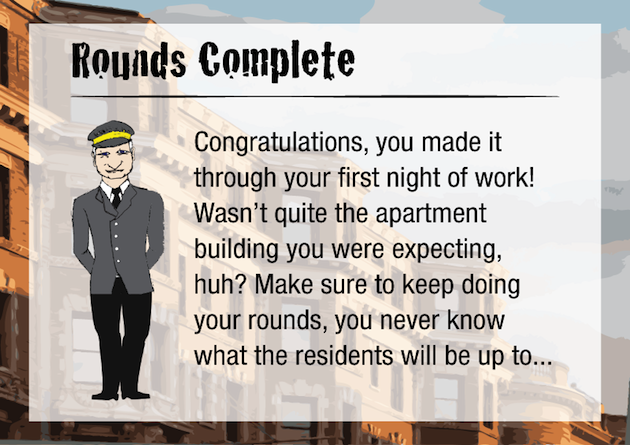 Rounds Complete
Congratulations, you made it
through your first night of work!
Wasn't quite the apartment
building you were expecting,
huh? Make sure to keep doing
your rounds, you never know
what the residents will be up to...